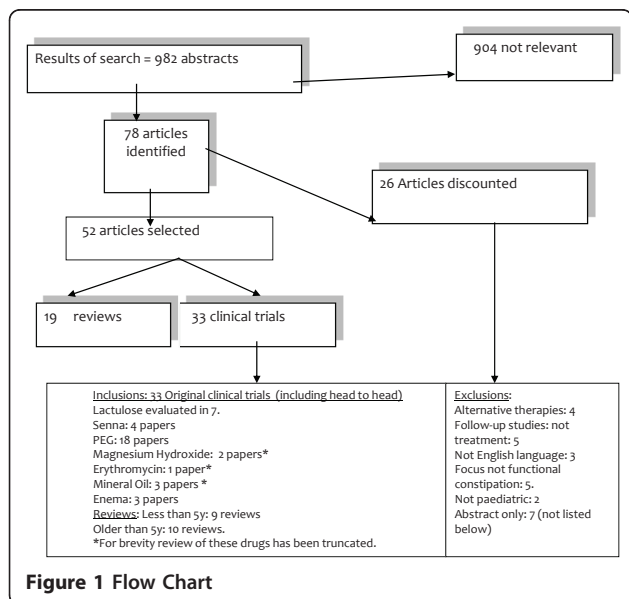 Results of search = 982 abstracts
904 not relevant
78 articles
identified
26 Articles discounted
52 articles selected
19 reviews
33 clinical trials
Inclusions: 33 Original clinical trials (including head to head)
Lactulose evaluated in 7.
Senna: 4 papers
PEG: 18 papers
Magnesium Hydroxide: 2 papers*
Erythromycin: 1 paper*
Mineral Oil: 3 papers *
Enema: 3 papers
Reviews: Less than 5y: 9 reviews
Older than 5y: 10 reviews.
*For brevity review of these drugs has been truncated.
Exclusions:
Alternative therapies: 4
Follow-up studies: not
treatment: 5
Not English language: 3
Focus not functional
constipation: 5.
Not paediatric: 2
Abstract only: 7 (not listed
below)
Figure 1 Flow Chart